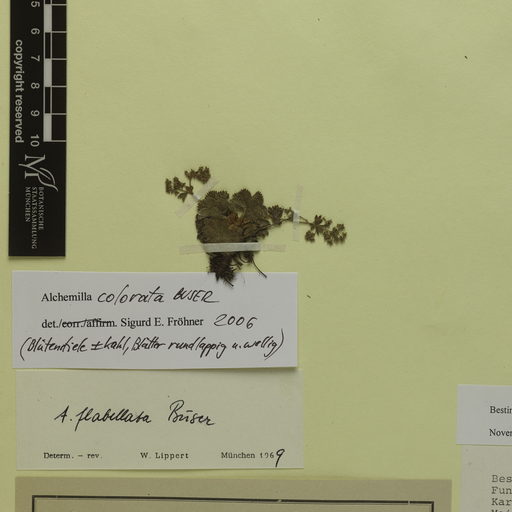 5
6
7
8
9
10
copyright reserved
BOTANISCHE
STAATSSAMMLUNG
MÜNCHEN
Alchemilla colorata BUSER
det./corr./affirm. Sigurd E. Fröhner 2006
(Blütenstiele ± kahl, Blätter rundlappig u. wellig)
A. flabellata Buser
Determ. - rev. W. Lippert München 1969
Bestim
Novem
Bes
Fun
Kar